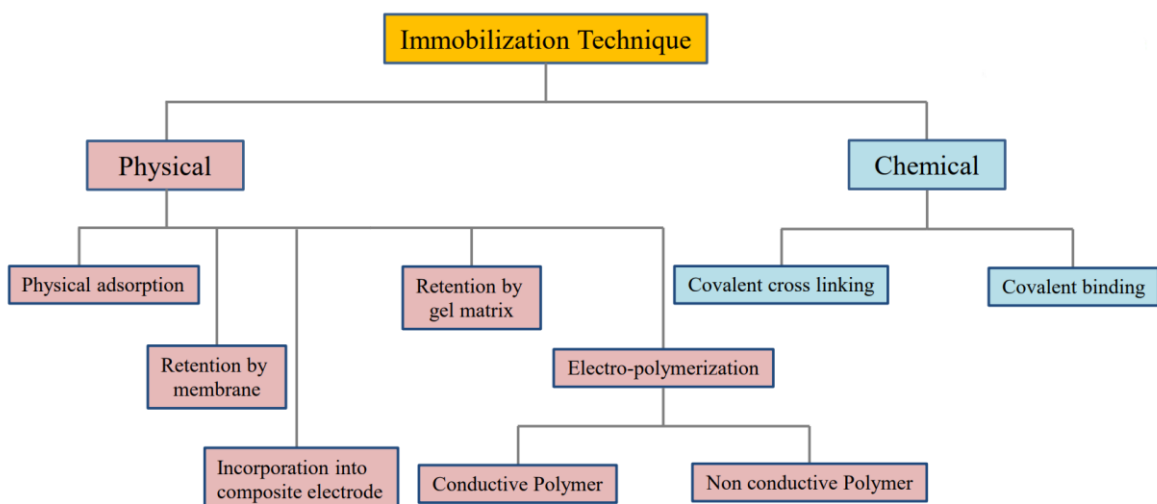 Immobilization Technique
Physical
Chemical
Physical adsorption
Retention by
gel matrix
Covalent cross linking
Covalent binding
Retention by
membrane
Electro-polymerization
Incorporation into
composite electrode
Conductive Polymer
Non conductive Polymer